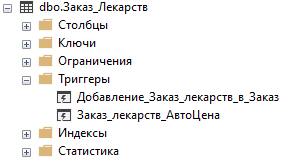 dbo.Заказ_Лекарств
Столбцы
Ключи
Ограничения
Триггеры
Добавление_Заказ_лекарств_в_Заказ
Заказ_лекарств_АвтоЦена
Индексы
Статистика